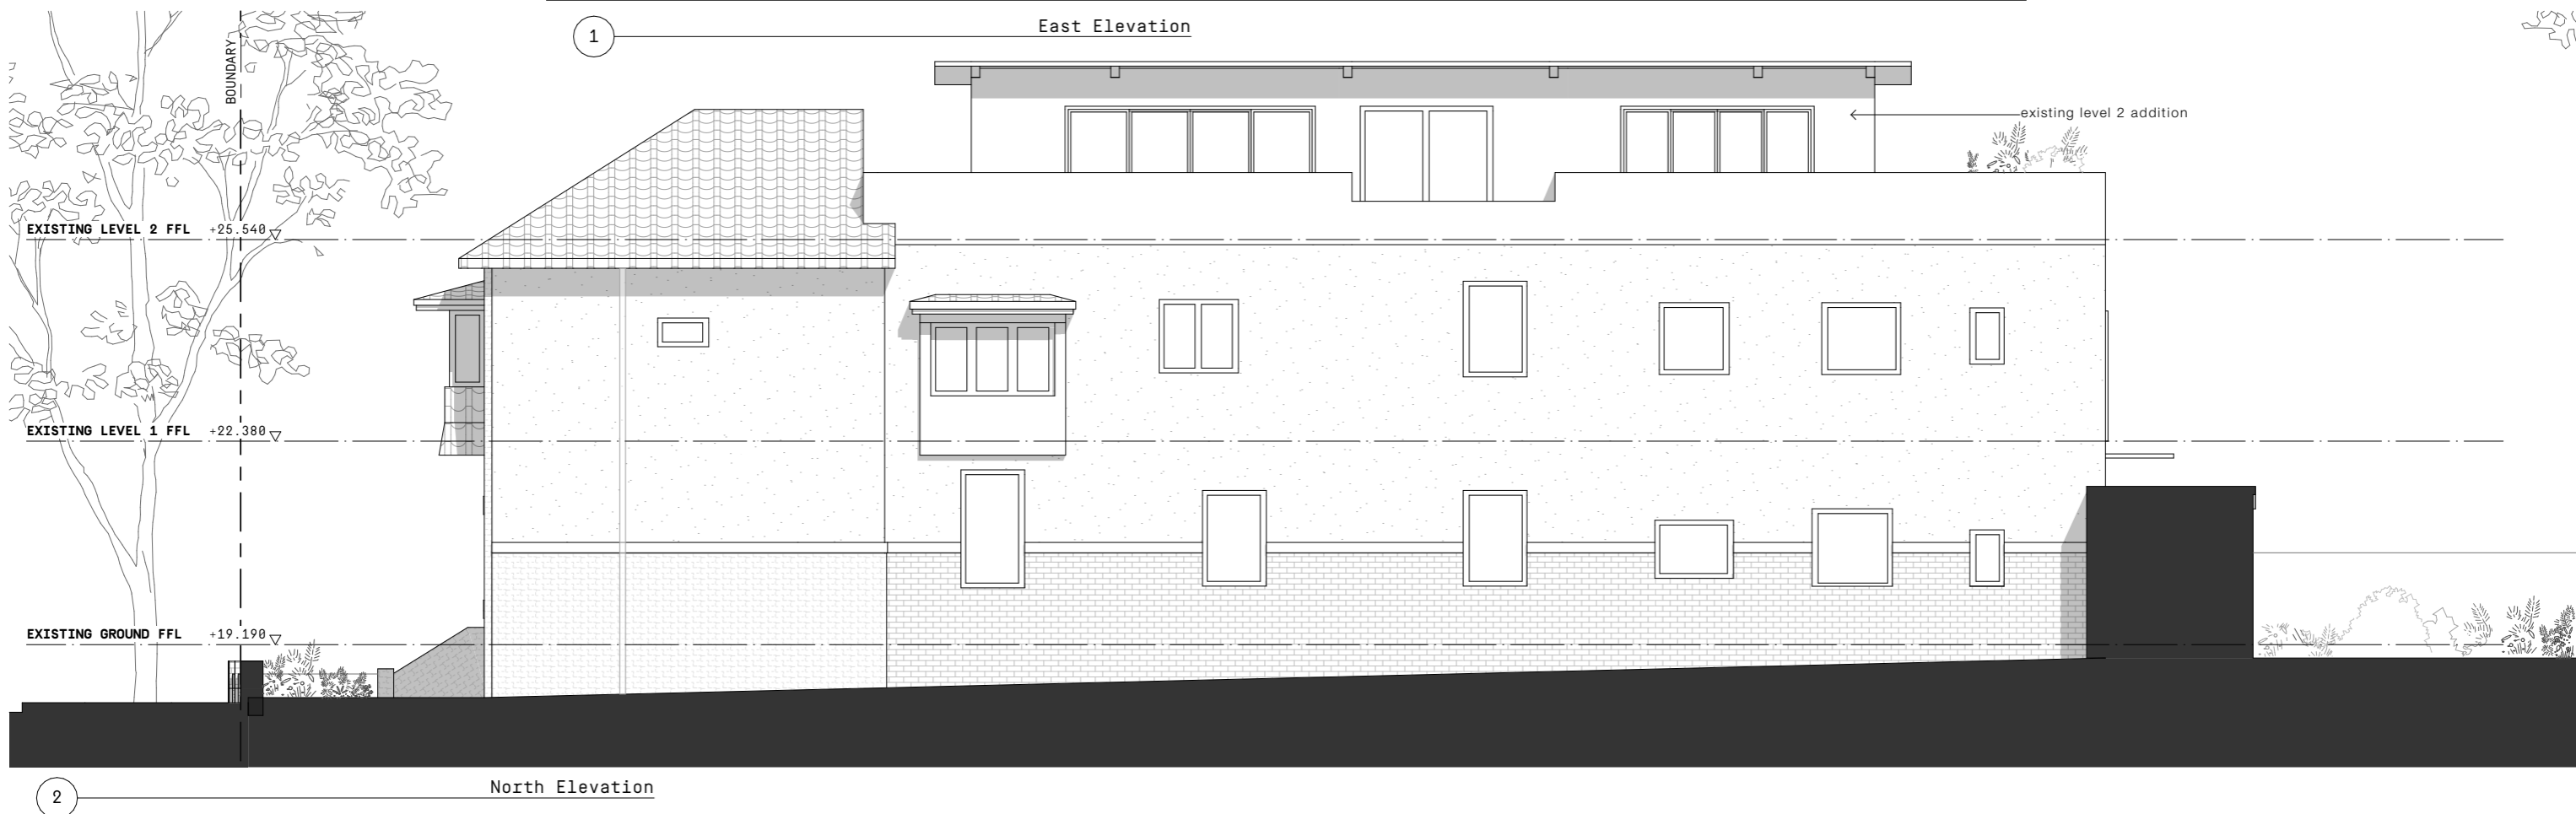 1
East Elevation
BOUNDARY
existing level 2 addition
EXISTING LEVEL 2 FFL +25.540
EXISTING LEVEL 1 FFL +22.380
EXISTING GROUND FFL +19.190
2
North Elevation